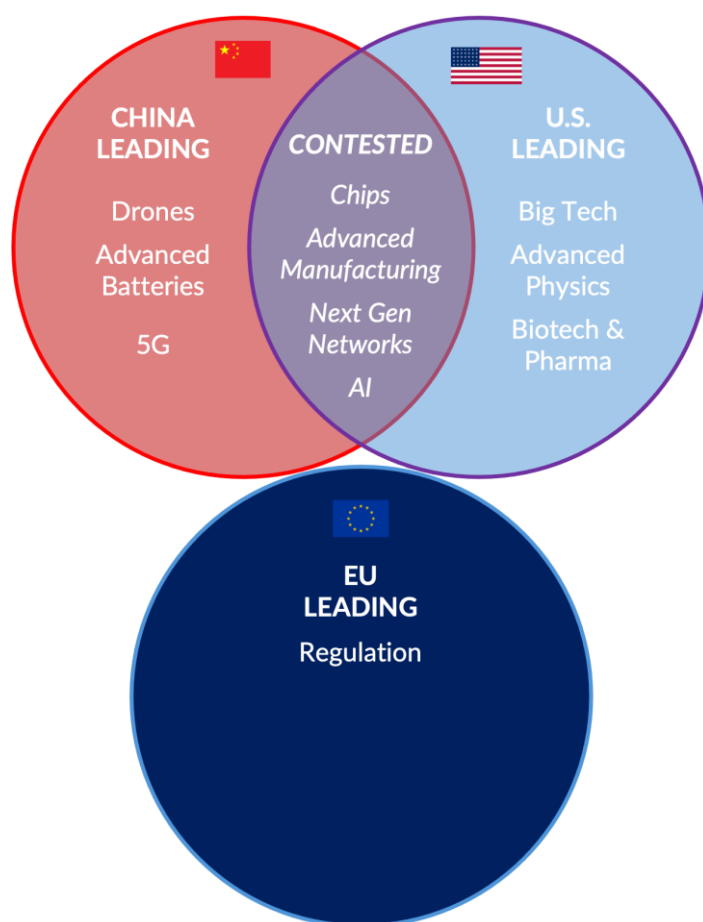 CHINA
LEADING
Drones
Advanced
Batteries
5G
CONTESTED
Chips
Advanced
Manufacturing
Next Gen
Networks
AI
U.S.
LEADING
Big Tech
Advanced
Physics
Biotech &
Pharma
EU
LEADING
Regulation